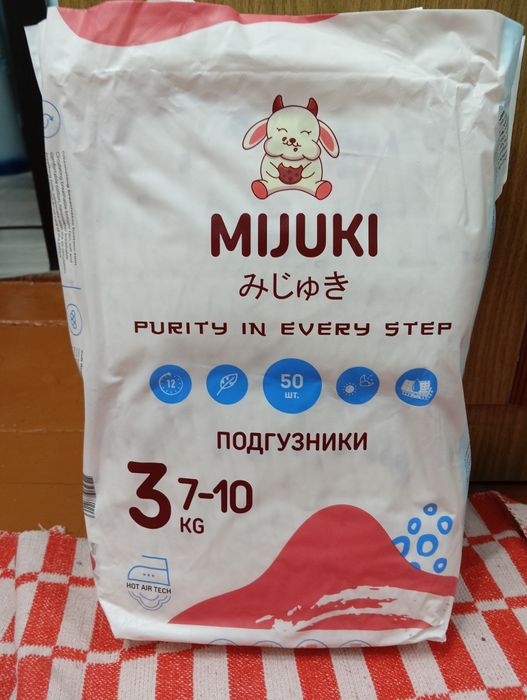 MIJUKI
みじゅき
PURITY IN EVERY STEP
12
50
ШТ.
ПОДГУЗНИКИ
3 7-10
KG
HOT AIR TECH